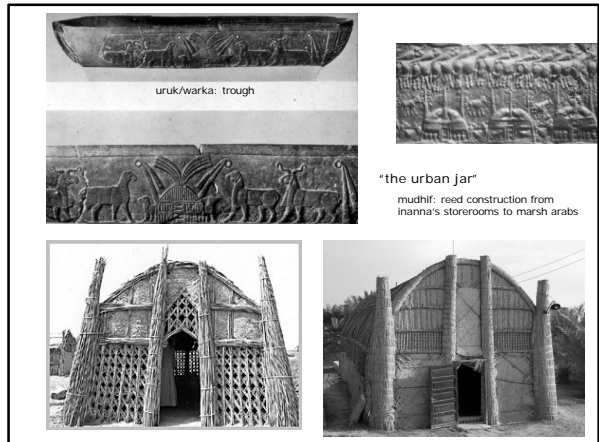 uruk/warka: trough
"the urban jar"
mudhif: reed construction from
inanna's storerooms to marsh arabs